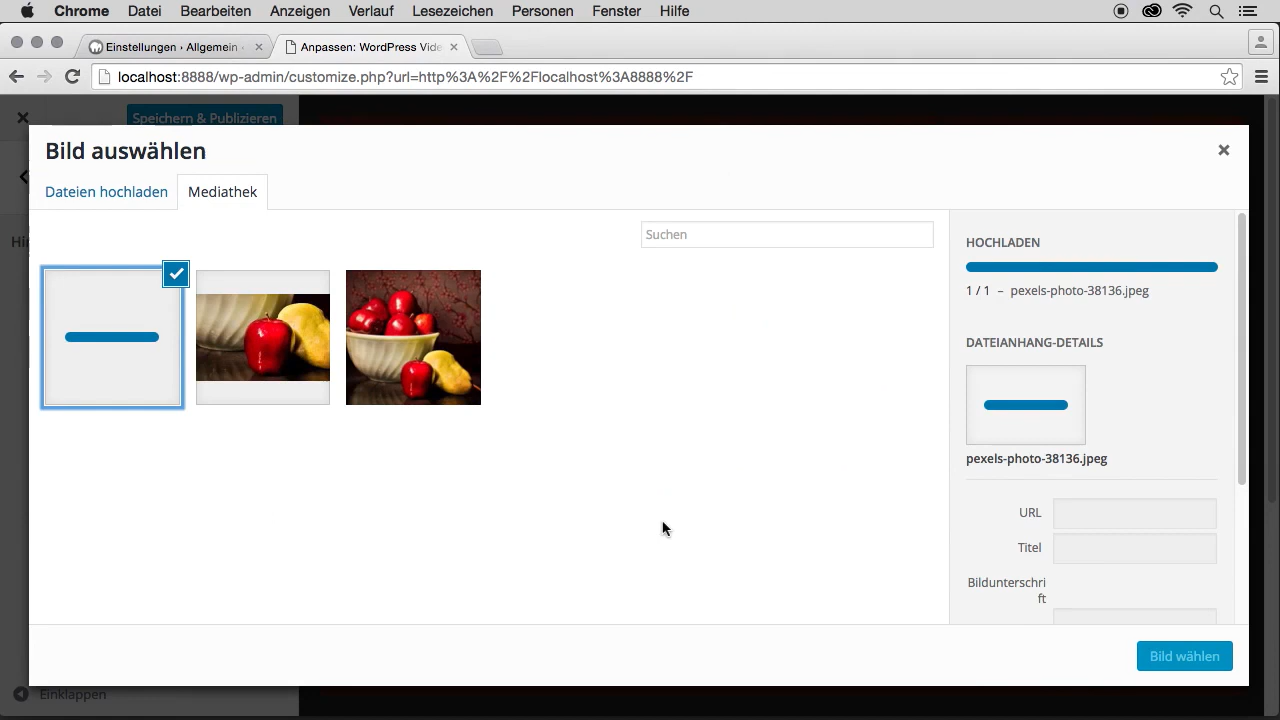 Chrome Datei Bearbeiten Anzeigen Verlauf Lesezeichen Personen Fenster Hilfe
Einstellungen › Allgemein
Anpassen: WordPress Vide
localhost:8888/wp-admin/customize.php?url=http%3A%2F%2Flocalhost%3A8888%2F
Speichern & Publizieren
Bild auswählen
Dateien hochladen
Mediathek
Hin
Suchen
HOCHLADEN
1 / 1 – pexels-photo-38136.jpeg
DATEIANHANG-DETAILS
pexels-photo-38136.jpeg
URL
Titel
Bildunterschri
ft
Bild wählen
Einklappen